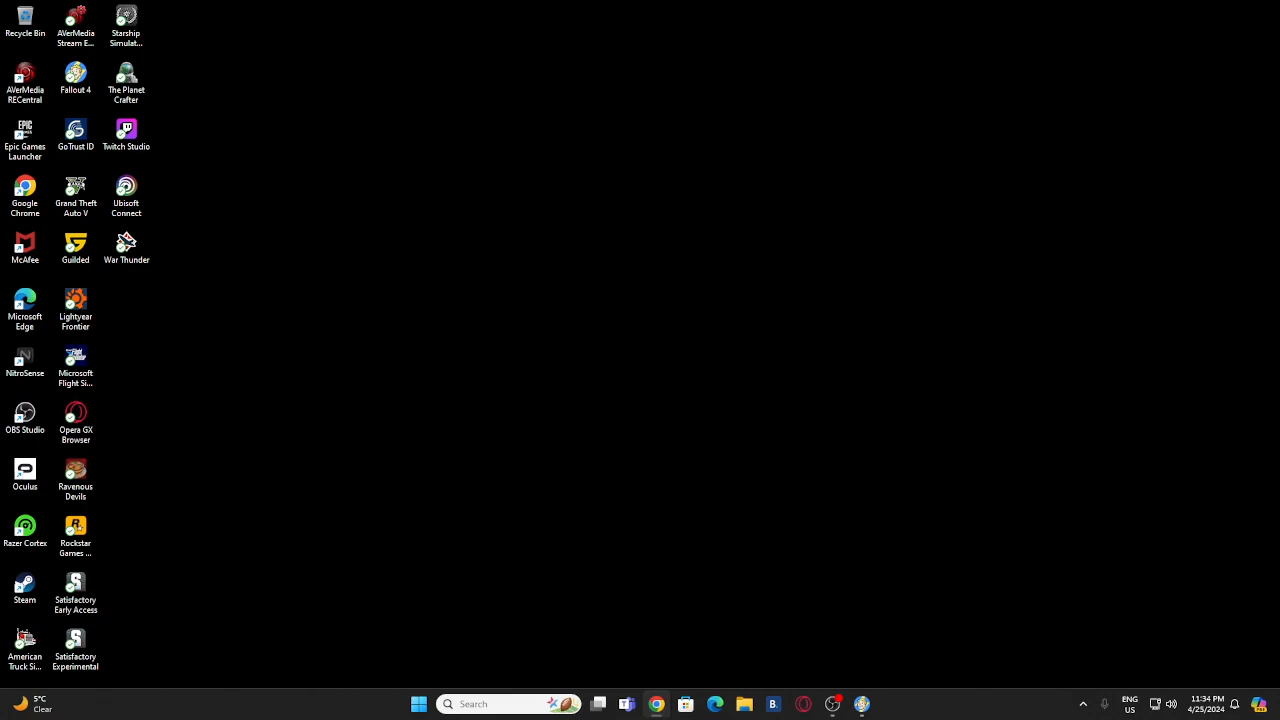 Recycle Bin
AVerMedia
Stream E...
Starship
Simulat...
AVerMedia
RECentral
Fallout 4
The Planet
Crafter
EPIC
GAMES
Epic Games
Launcher
GoTrust ID
Twitch Studio
Google
Chrome
Grand Theft
Auto V
Ubisoft
Connect
McAfee
Guilded
War Thunder
Microsoft
Edge
Lightyear
Frontier
NitroSense
Microsoft
Flight Si...
OBS Studio
Opera GX
Browser
Oculus
Ravenous
Devils
Razer Cortex
Rockstar
Games ...
Steam
Satisfactory
Early Access
American
Truck Si...
Satisfactory
Experimental
5°C
Clear
Search
B.
ENG
US
11:34 PM
4/25/2024